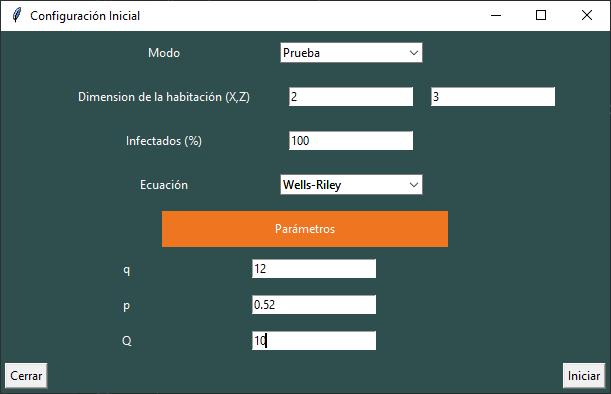 Configuración Inicial
Modo Prueba
Dimension de la habitación (X,Z) 2 3
Infectados (%) 100
Ecuación Wells-Riley
Parámetros
q 12
p 0.52
Q 10
Cerrar Iniciar